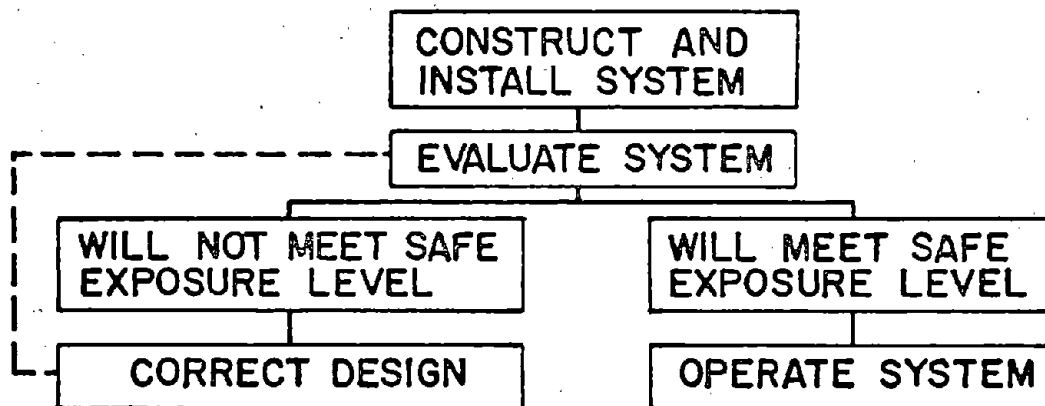 CONSTRUCT AND
INSTALL SYSTEM
EVALUATE SYSTEM
WILL NOT MEET SAFE
EXPOSURE LEVEL
WILL MEET SAFE
EXPOSURE LEVEL
CORRECT DESIGN
OPERATE SYSTEM